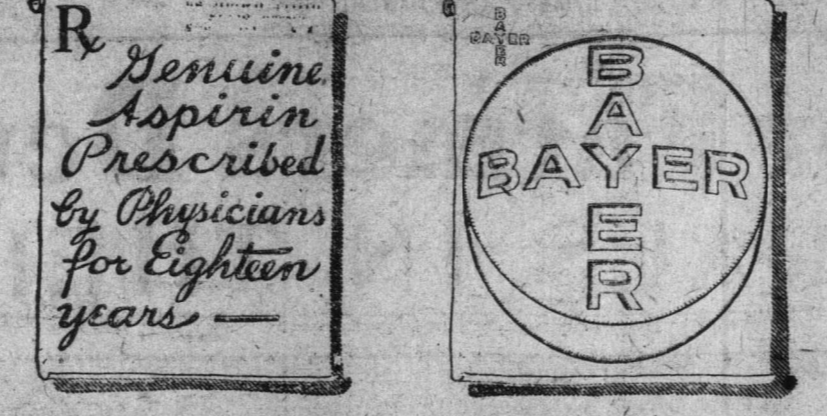 Rx
Genuine
Aspirin
Prescribed
by Physicians
for Eighteen
years —
BAYER
BAYER
BAYER
BAYER